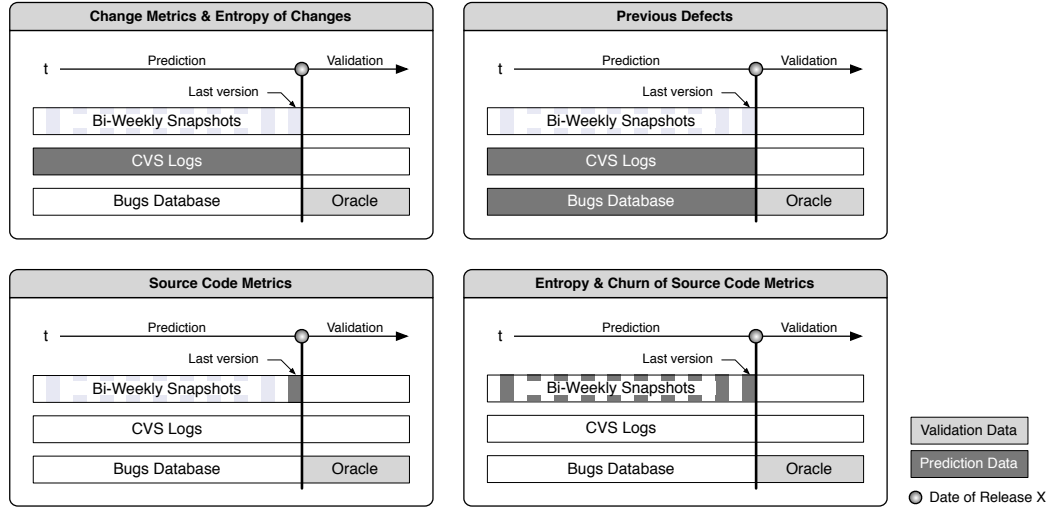 Change Metrics & Entropy of Changes
t
Prediction
Validation
Last version
Bi-Weekly Snapshots
CVS Logs
Bugs Database
Oracle
Previous Defects
t
Prediction
Validation
Last version
Bi-Weekly Snapshots
CVS Logs
Bugs Database
Oracle
Source Code Metrics
t
Prediction
Validation
Last version
Bi-Weekly Snapshots
CVS Logs
Bugs Database
Oracle
Entropy & Churn of Source Code Metrics
t
Prediction
Validation
Last version
Bi-Weekly Snapshots
CVS Logs
Bugs Database
Oracle
Validation Data
Prediction Data
Date of Release X